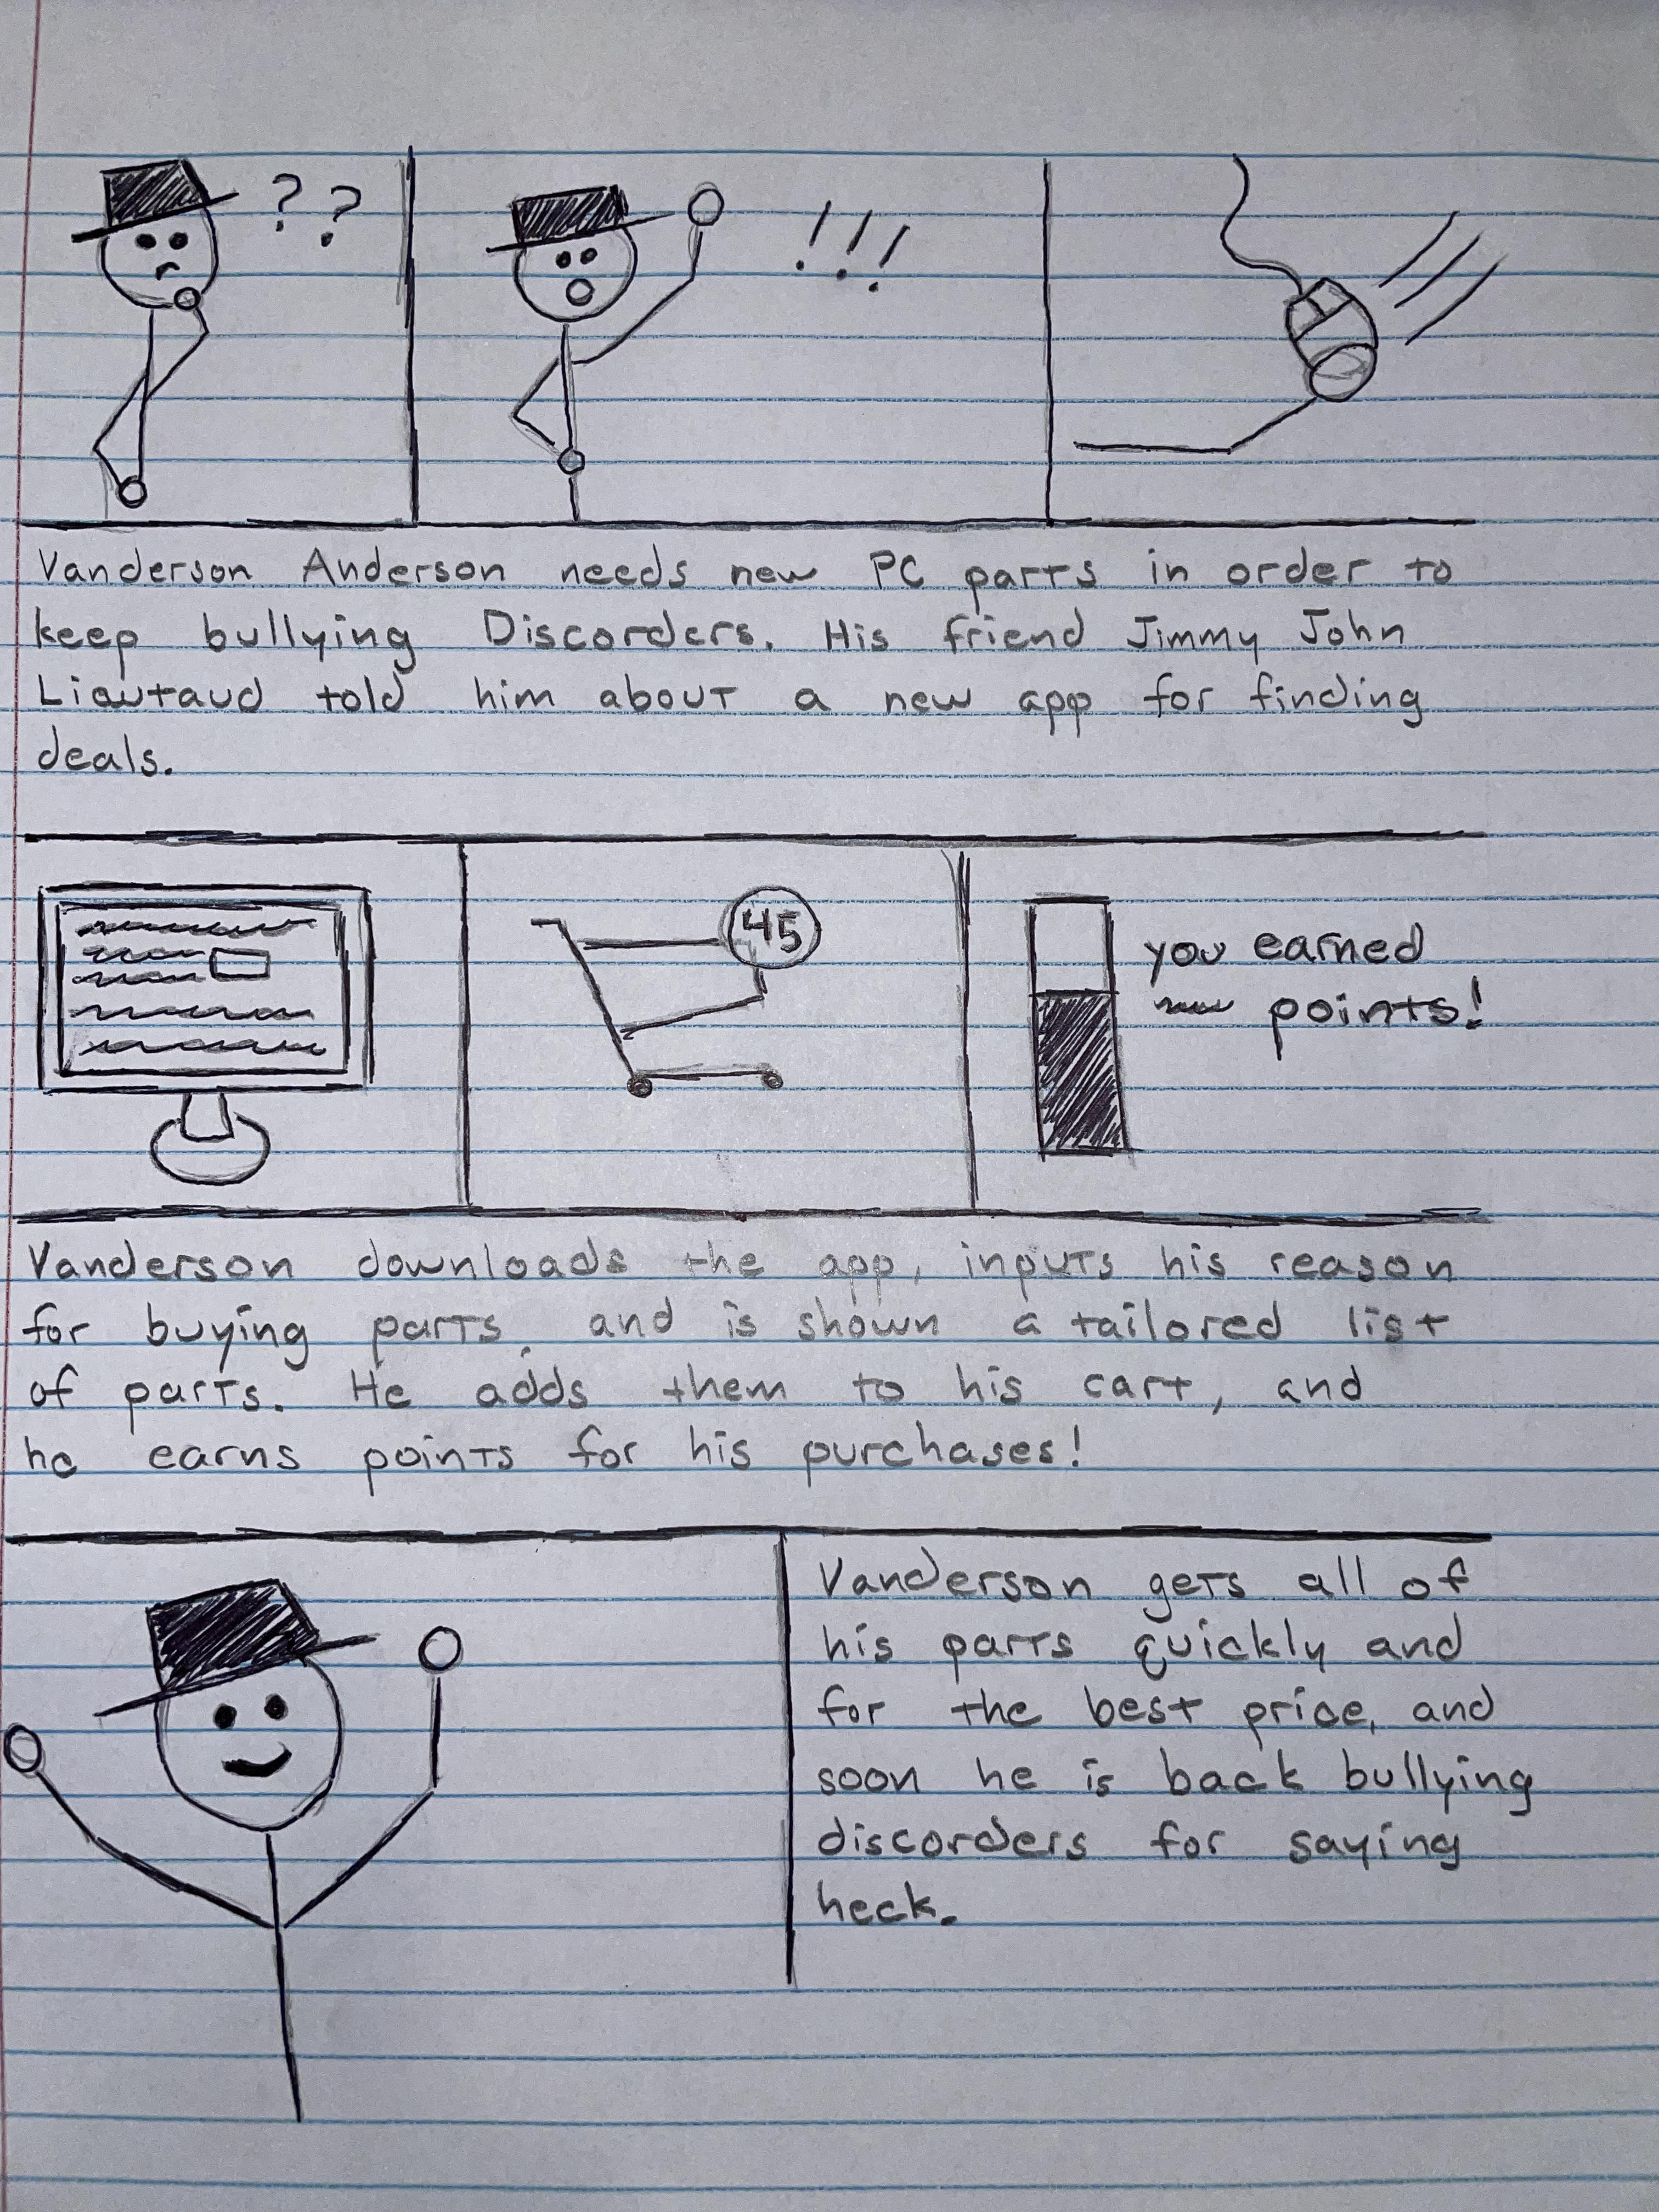 ? ?
! ! !
Vanderson Anderson needs new PC parts in order to
keep bullying Discorders. His friend Jimmy John
Liautaud told him about a new app for finding
deals.
45
you earned
points!
Vanderson downloads the app, inputs his reason
for buying parts, and is shown a tailored list
of parts. He adds them to his cart, and
he earns points for his purchases!
Vanderson gets all of
his parts quickly and
for the best price, and
soon he is back bullying
discorders for saying
heck.